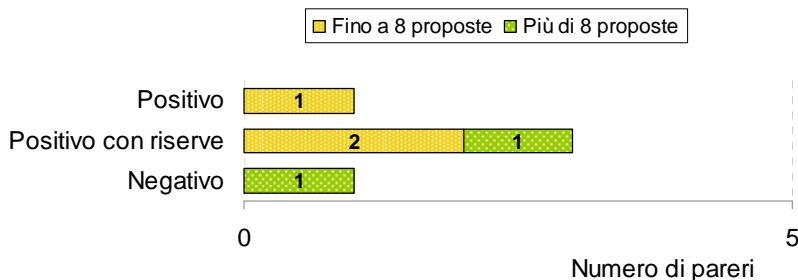 Fino a 8 proposte Più di 8 proposte
Positivo 1
Positivo con riserve 2 1
Negativo 1
0 5
Numero di pareri